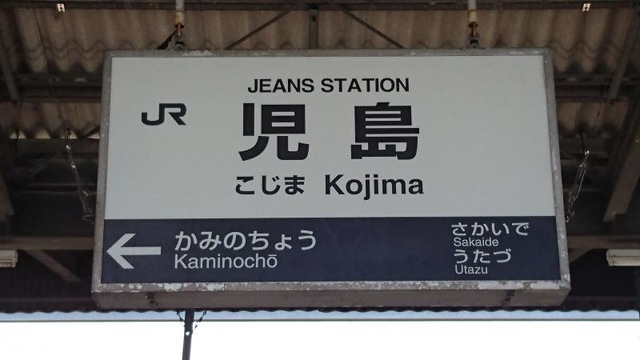 JEANS STATION
JR
児島
こじま Kojima
← かみのちょう
Kaminochō
さかいで
Sakaide
うたづ
Utazu